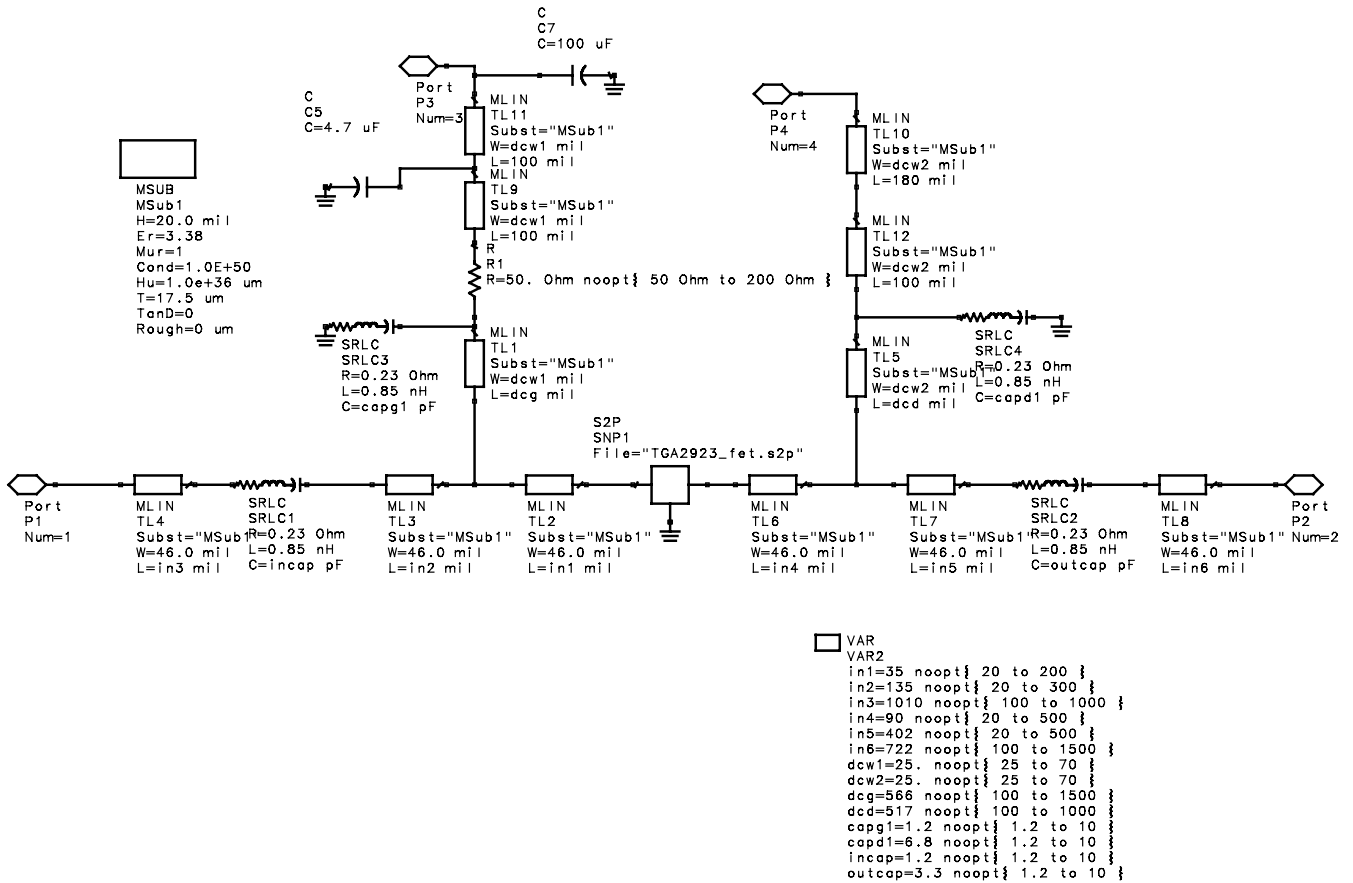 C
C7
C=100 uF
Port
P3
Num=3
MLIN
TL11
Subst="MSub1"
W=dcw1 mil
L=100 mil
C
C5
C=4.7 uF
MLIN
TL9
Subst="MSub1"
W=dcw1 mil
L=100 mil
R
R1
R=50. Ohm noopt{ 50 Ohm to 200 Ohm }
MSUB
MSub1
H=20.0 mil
Er=3.38
Mur=1
Cond=1.0E+50
Hu=1.0e+36 um
T=17.5 um
TanD=0
Rough=0 um
SRLC
SRLC3
R=0.23 Ohm
L=0.85 nH
C=capg1 pF
MLIN
TL1
Subst="MSub1"
W=dcw1 mil
L=dcg mil
Port
P4
Num=4
MLIN
TL10
Subst="MSub1"
W=dcw2 mil
L=180 mil
MLIN
TL12
Subst="MSub1"
W=dcw2 mil
L=100 mil
MLIN
TL5
Subst="MSub1"
W=dcw2 mil
L=dcd mil
SRLC
SRLC4
R=0.23 Ohm
L=0.85 nH
C=capd1 pF
S2P
SNP1
File="TGA2923_fet.s2p"
Port
P1
Num=1
MLIN
TL4
Subst="MSub1"
W=46.0 mil
L=in3 mil
SRLC
SRLC1
R=0.23 Ohm
L=0.85 nH
C=incap pF
MLIN
TL3
Subst="MSub1"
W=46.0 mil
L=in2 mil
MLIN
TL2
Subst="MSub1"
W=46.0 mil
L=in1 mil
MLIN
TL6
Subst="MSub1"
W=46.0 mil
L=in4 mil
MLIN
TL7
Subst="MSub1"
W=46.0 mil
L=in5 mil
SRLC
SRLC2
R=0.23 Ohm
L=0.85 nH
C=outcap pF
MLIN
TL8
Subst="MSub1"
W=46.0 mil
L=in6 mil
Port
P2
Num=2
VAR
VAR2
in1=35 noopt{ 20 to 200 }
in2=135 noopt{ 20 to 300 }
in3=1010 noopt{ 100 to 1000 }
in4=90 noopt{ 20 to 500 }
in5=402 noopt{ 20 to 500 }
in6=722 noopt{ 100 to 1500 }
dcw1=25. noopt{ 25 to 70 }
dcw2=25. noopt{ 25 to 70 }
dcg=566 noopt{ 100 to 1500 }
dcd=517 noopt{ 100 to 1000 }
capg1=1.2 noopt{ 1.2 to 10 }
capd1=6.8 noopt{ 1.2 to 10 }
incap=1.2 noopt{ 1.2 to 10 }
outcap=3.3 noopt{ 1.2 to 10 }